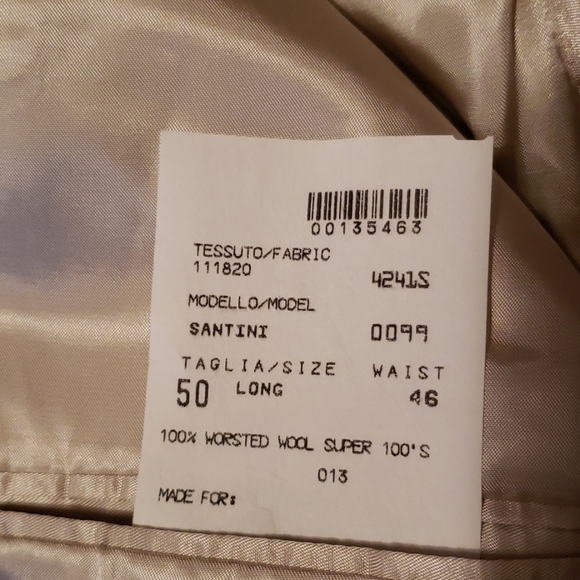 00135463
TESSUTO/FABRIC
111820 4241S
MODELLO/MODEL
SANTINI 0099
TAGLIA/SIZE WAIST
50 LONG 46
100% WORSTED WOOL SUPER 100'S
013
MADE FOR: